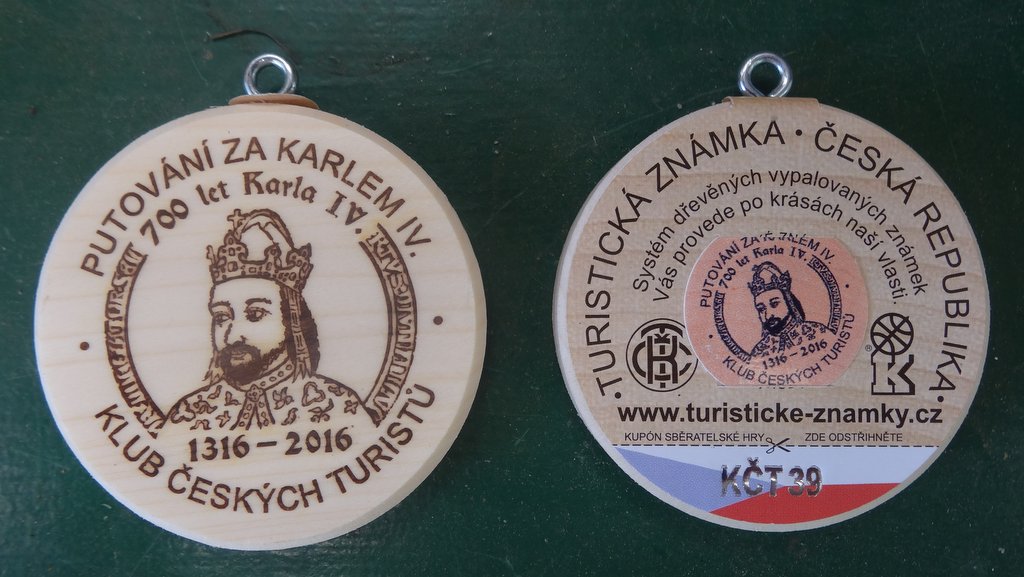 PUTOVÁNÍ ZA KARLEM IV.
700 let Karla IV.
1316 – 2016
KLUB ČESKÝCH TURISTŮ
• TURISTICKÁ ZNÁMKA • ČESKÁ REPUBLIKA •
Systém dřevěných vypalovaných známek
Vás provede po krásách naší vlasti.
PUTOVÁNÍ ZA KARLEM IV.
700 let Karla IV.
1316 – 2016
KLUB ČESKÝCH TURISTŮ
®
K
www.turisticke-znamky.cz
KUPÓN SBĚRATELSKÉ HRY ZDE ODSTŘIHNĚTE
KČT 39